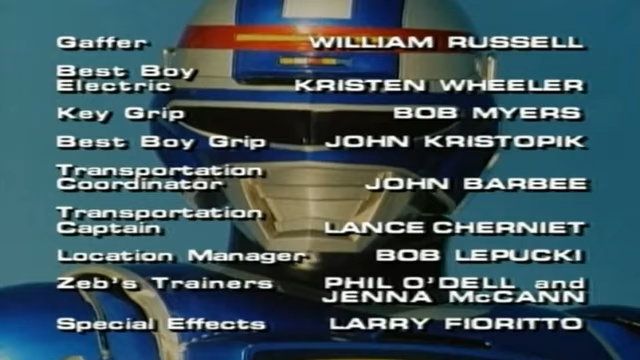 Gaffer WILLIAM RUSSELL
Best Boy
Electric KRISTEN WHEELER
Key Grip BOB MYERS
Best Boy Grip JOHN KRISTOPIK
Transportation
Coordinator JOHN BARBEE
Transportation
Captain LANCE CHERNIET
Location Manager BOB LEPUCKI
Zeb's Trainers PHIL O'DELL and
JENNA McCANN
Special Effects LARRY FIORITTO